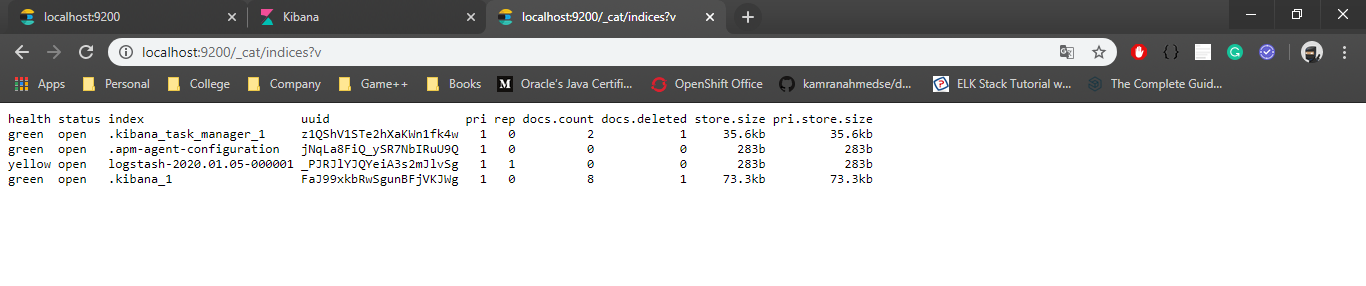 localhost:9200 Kibana localhost:9200/_cat/indices?v
localhost:9200/_cat/indices?v
Apps Personal College Company Game++ Books Oracle's Java Certifi... OpenShift Office kamranahmedse/d... ELK Stack Tutorial w... The Complete Guid...
health status index uuid pri rep docs.count docs.deleted store.size pri.store.size
green open .kibana_task_manager_1 z1QShV1STe2hXaKWn1fk4w 1 0 2 1 35.6kb 35.6kb
green open .apm-agent-configuration jNqLa8FiQ_ySR7NbIRuU9Q 1 0 0 0 283b 283b
yellow open logstash-2020.01.05-000001 _PJRJlYJQYeiA3s2mJlvSg 1 1 0 0 283b 283b
green open .kibana_1 FaJ99xkbRwSgunBFjVKJWg 1 0 8 1 73.3kb 73.3kb